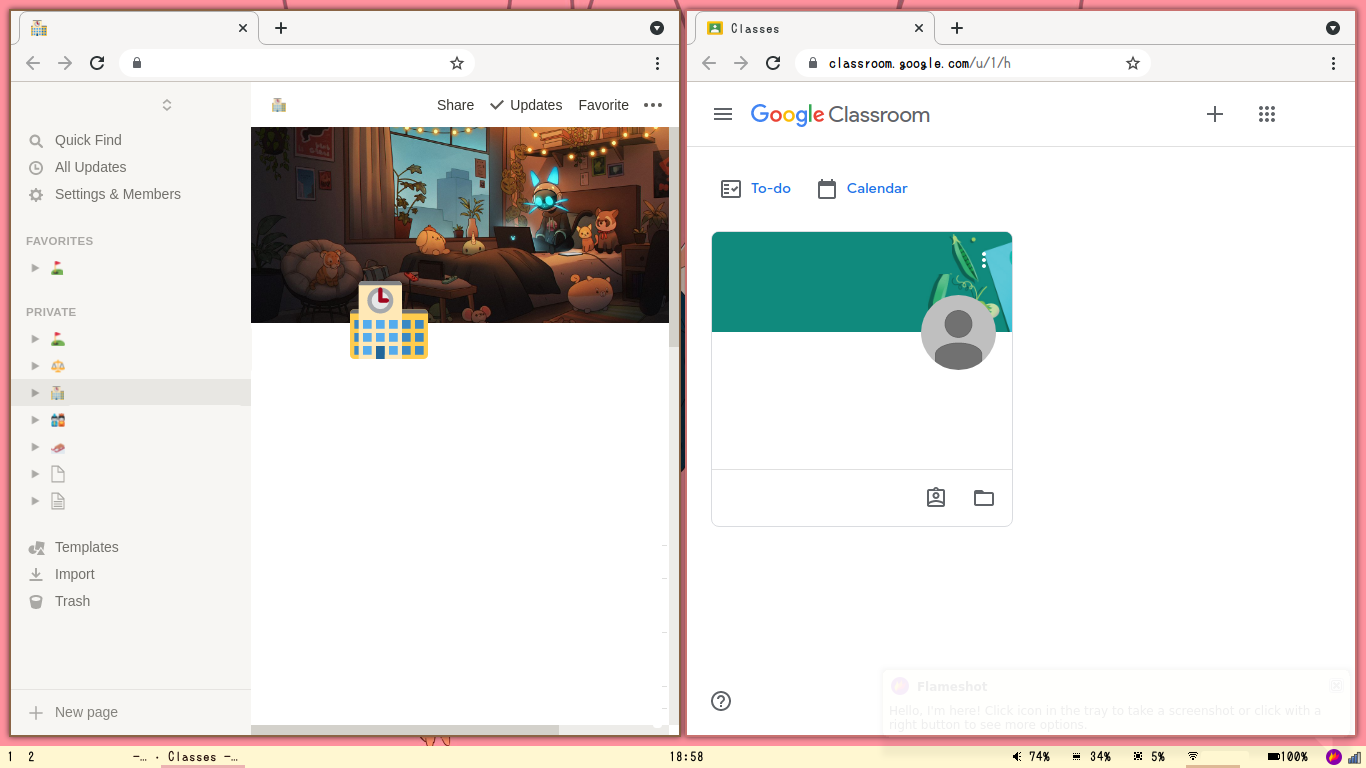 Share
Updates
Favorite
Quick Find
All Updates
Settings & Members
FAVORITES
PRIVATE
Templates
Import
Trash
New page
Classes
classroom.google.com/u/1/h
Google Classroom
To-do
Calendar
Flameshot
Hello, I'm here! Click icon in the tray to take a screenshot or click with a
right button to see more options.
1 2 —… · Classes —… 18:58 74% 34% 5% 100%